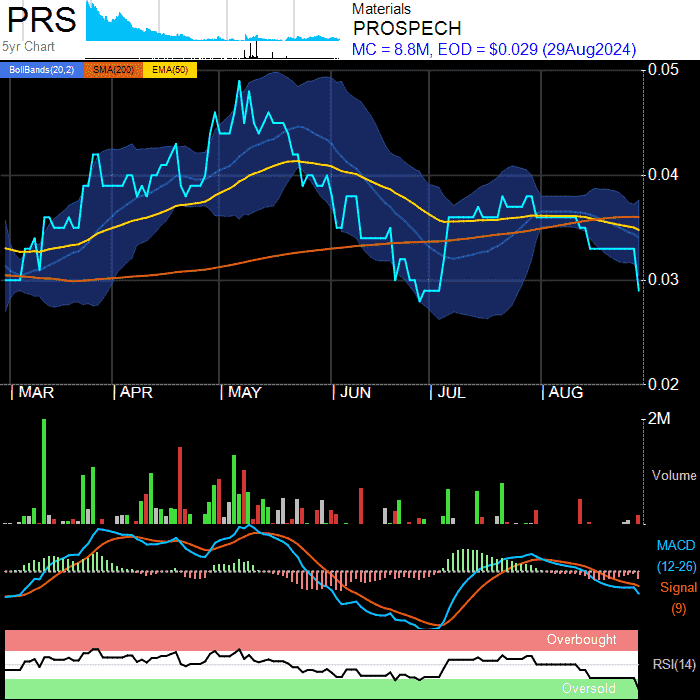 PRS
5yr Chart
Materials
PROSPECH
MC = 8.8M, EOD = $0.029 (29Aug2024)
BollBands(20,2) SMA(200) EMA(50)
0.05
0.04
0.03
0.02
MAR APR MAY JUN JUL AUG
2M
Volume
MACD
(12-26)
Signal
(9)
Overbought
RSI(14)
Oversold